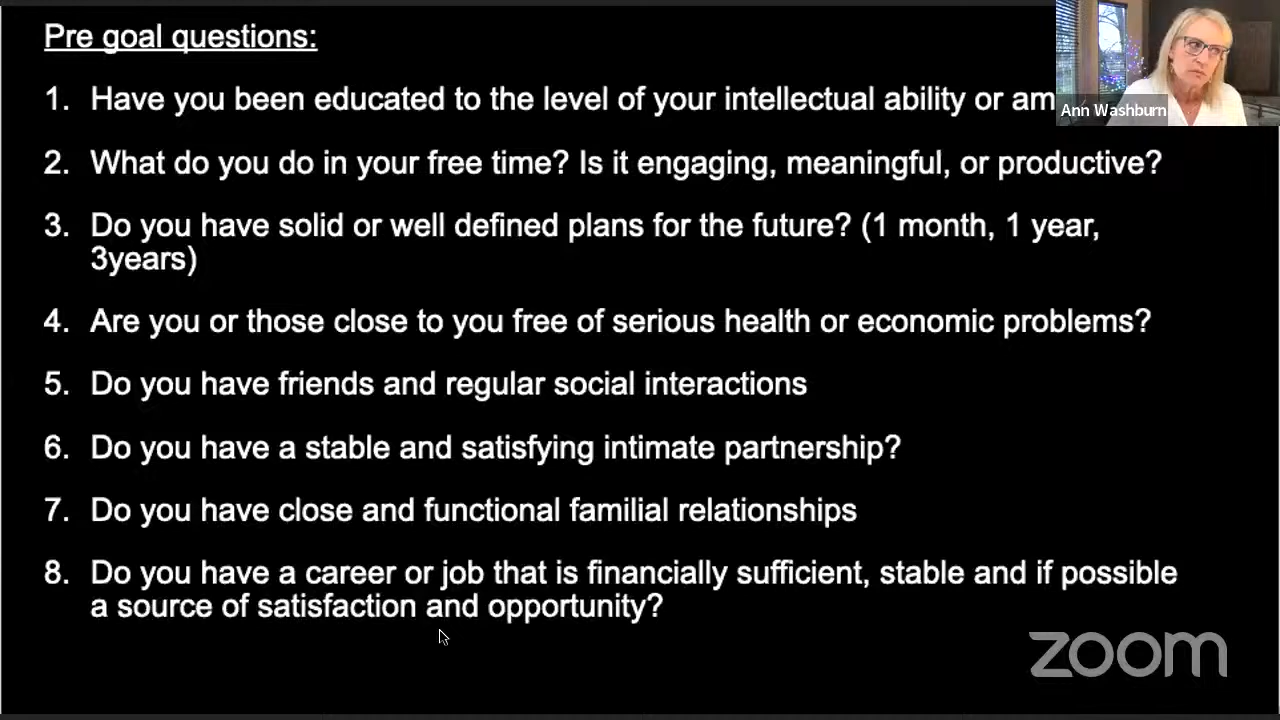 Pre goal questions:
1. Have you been educated to the level of your intellectual ability or am
Ann Washburn
2. What do you do in your free time? Is it engaging, meaningful, or productive?
3. Do you have solid or well defined plans for the future? (1 month, 1 year,
3years)
4. Are you or those close to you free of serious health or economic problems?
5. Do you have friends and regular social interactions
6. Do you have a stable and satisfying intimate partnership?
7. Do you have close and functional familial relationships
8. Do you have a career or job that is financially sufficient, stable and if possible
a source of satisfaction and opportunity?
zoom